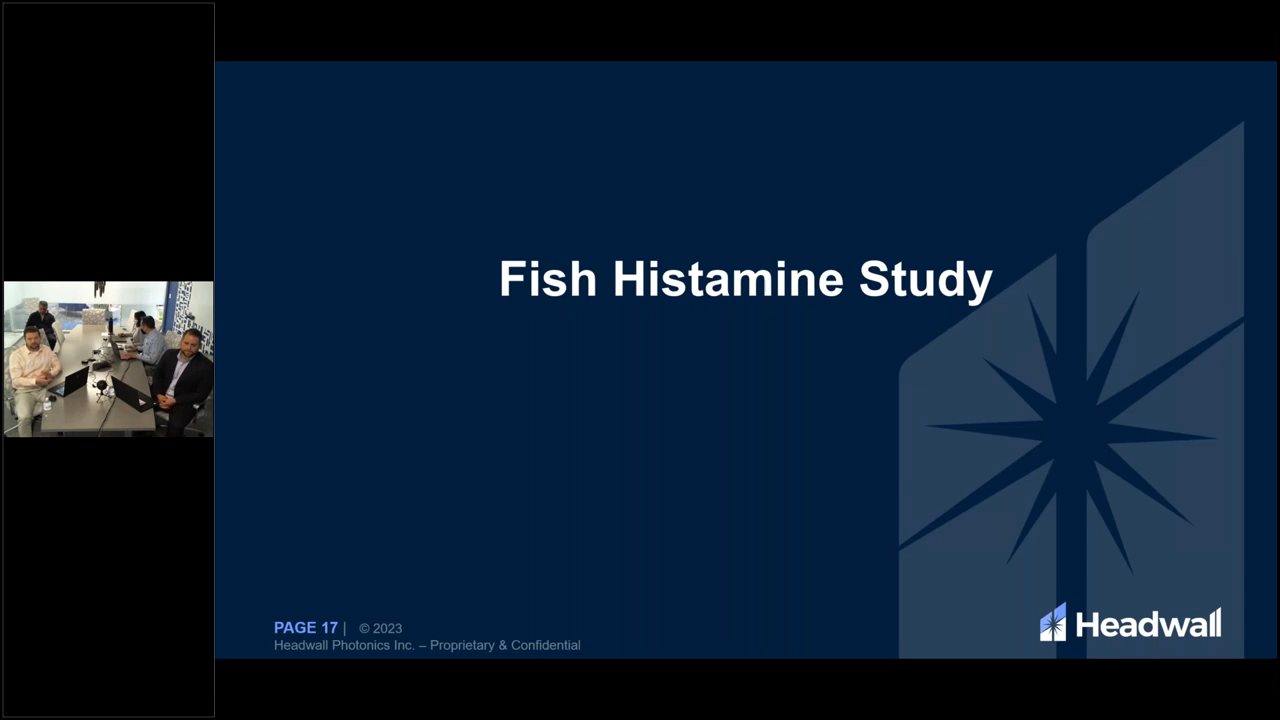 Fish Histamine Study
PAGE 17 | © 2023
Headwall Photonics Inc. – Proprietary & Confidential
Headwall